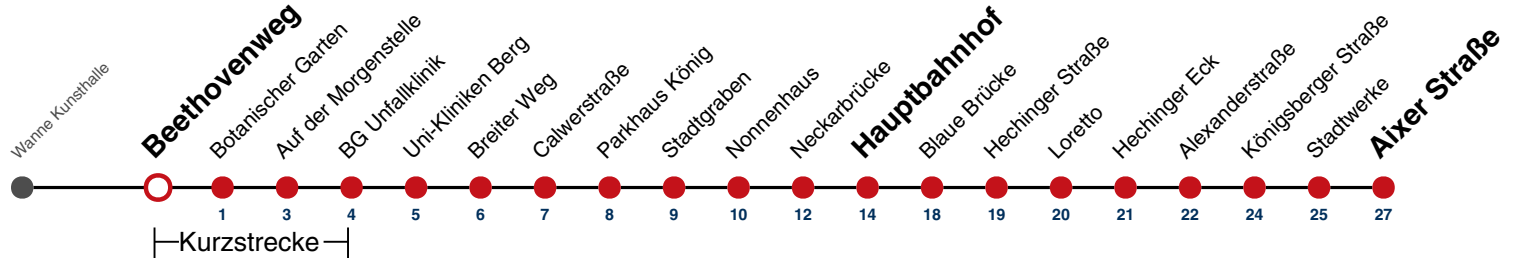 Wanne Kunsthalle
Beethovenweg
Botanischer Garten
Auf der Morgenstelle
BG Unfallklinik
Uni-Kliniken Berg
Breiter Weg
Calwerstraße
Parkhaus König
Stadtgraben
Nonnenhaus
Neckarbrücke
Hauptbahnhof
Blaue Brücke
Hechinger Straße
Loretto
Hechinger Eck
Alexanderstraße
Königsberger Straße
Stadtwerke
Aixer Straße
1 3 4 5 6 7 8 9 10 12 14 18 19 20 21 22 24 25 27
Kurzstrecke